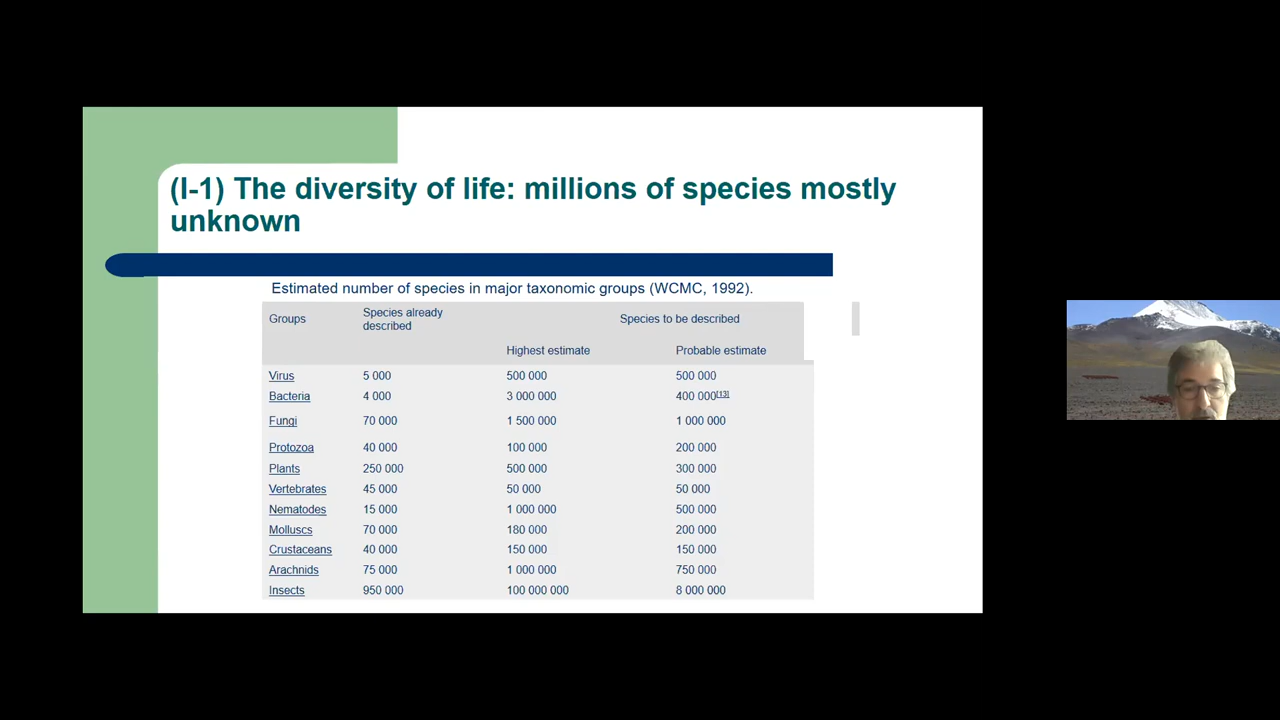 (I-1) The diversity of life: millions of species mostly
unknown
Estimated number of species in major taxonomic groups (WCMC, 1992).
Groups Species already described Species to be described
Highest estimate Probable estimate
Virus 5 000 500 000 500 000
Bacteria 4 000 3 000 000 400 000[13]
Fungi 70 000 1 500 000 1 000 000
Protozoa 40 000 100 000 200 000
Plants 250 000 500 000 300 000
Vertebrates 45 000 50 000 50 000
Nematodes 15 000 1 000 000 500 000
Molluscs 70 000 180 000 200 000
Crustaceans 40 000 150 000 150 000
Arachnids 75 000 1 000 000 750 000
Insects 950 000 100 000 000 8 000 000